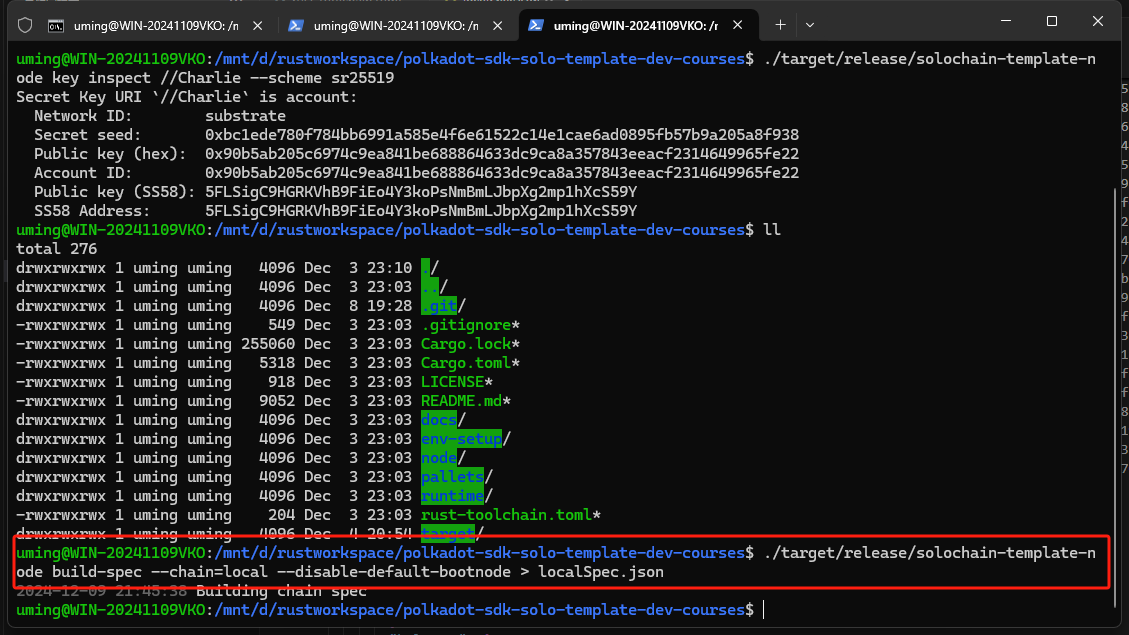 uming@WIN-20241109VKO: /n
uming@WIN-20241109VKO: /n
uming@WIN-20241109VKO: /n
uming@WIN-20241109VKO:/mnt/d/rustworkspace/polkadot-sdk-solo-template-dev-courses$ ./target/release/solochain-template-n
ode key inspect //Charlie --scheme sr25519
Secret Key URI `//Charlie` is account:
  Network ID:        substrate
  Secret seed:       0xbc1ede780f784bb6991a585e4f6e61522c14e1cae6ad0895fb57b9a205a8f938
  Public key (hex):  0x90b5ab205c6974c9ea841be688864633dc9ca8a357843eeacf2314649965fe22
  Account ID:        0x90b5ab205c6974c9ea841be688864633dc9ca8a357843eeacf2314649965fe22
  Public key (SS58): 5FLSigC9HGRKVhB9FiEo4Y3koPsNmBmLJbpXg2mp1hXcS59Y
  SS58 Address:      5FLSigC9HGRKVhB9FiEo4Y3koPsNmBmLJbpXg2mp1hXcS59Y
uming@WIN-20241109VKO:/mnt/d/rustworkspace/polkadot-sdk-solo-template-dev-courses$ ll
total 276
drwxrwxrwx 1 uming uming   4096 Dec  3 23:10 ./
drwxrwxrwx 1 uming uming   4096 Dec  3 23:03 ../
drwxrwxrwx 1 uming uming   4096 Dec  8 19:28 .git/
-rwxrwxrwx 1 uming uming    549 Dec  3 23:03 .gitignore*
-rwxrwxrwx 1 uming uming 255060 Dec  3 23:03 Cargo.lock*
-rwxrwxrwx 1 uming uming   5318 Dec  3 23:03 Cargo.toml*
-rwxrwxrwx 1 uming uming    918 Dec  3 23:03 LICENSE*
-rwxrwxrwx 1 uming uming   9052 Dec  3 23:03 README.md*
drwxrwxrwx 1 uming uming   4096 Dec  3 23:03 docs/
drwxrwxrwx 1 uming uming   4096 Dec  3 23:03 env-setup/
drwxrwxrwx 1 uming uming   4096 Dec  3 23:03 node/
drwxrwxrwx 1 uming uming   4096 Dec  3 23:03 pallets/
drwxrwxrwx 1 uming uming   4096 Dec  3 23:03 runtime/
-rwxrwxrwx 1 uming uming    204 Dec  3 23:03 rust-toolchain.toml*
drwxrwxrwx 1 uming uming   4096 Dec  4 20:54 target/
uming@WIN-20241109VKO:/mnt/d/rustworkspace/polkadot-sdk-solo-template-dev-courses$ ./target/release/solochain-template-n
ode build-spec --chain=local --disable-default-bootnode > localSpec.json
2024-12-09 21:45:38 Building chain spec
uming@WIN-20241109VKO:/mnt/d/rustworkspace/polkadot-sdk-solo-template-dev-courses$